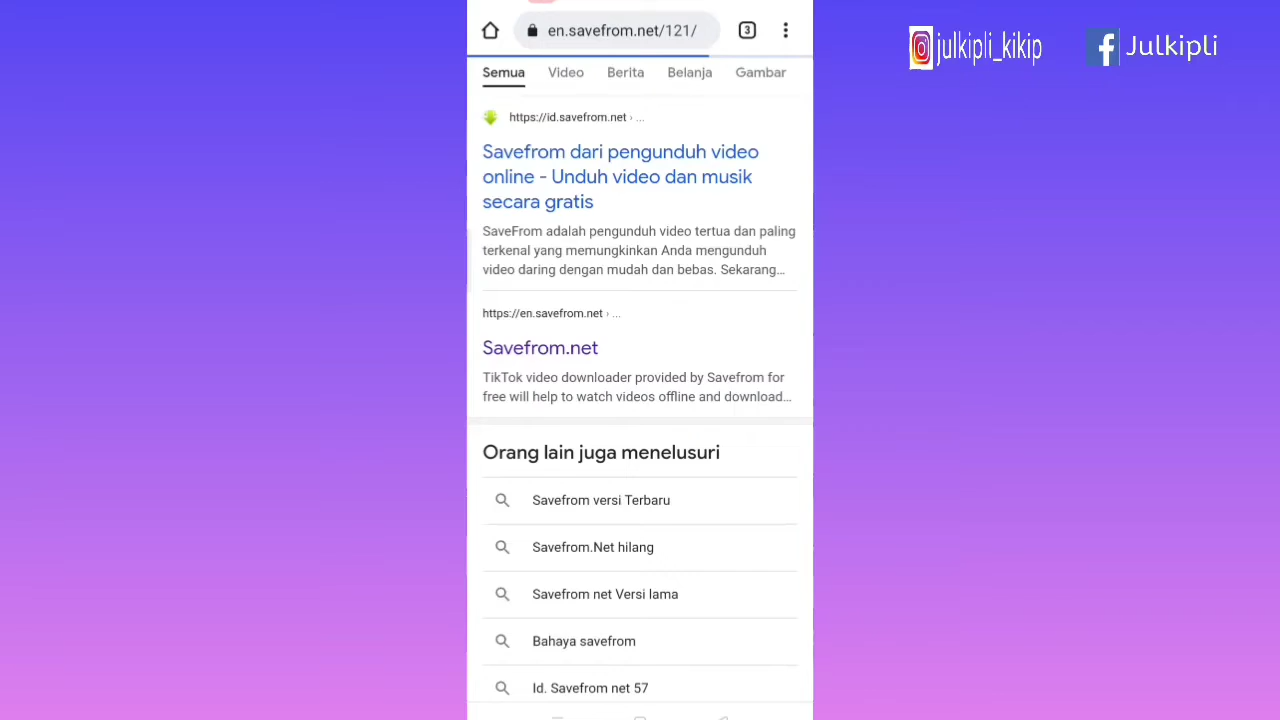 en.savefrom.net/121/
3
julkipli_kikip
Julkipli
Semua Video Berita Belanja Gambar
https://id.savefrom.net › ...
Savefrom dari pengunduh video
online - Unduh video dan musik
secara gratis
SaveFrom adalah pengunduh video tertua dan paling
terkenal yang memungkinkan Anda mengunduh
video daring dengan mudah dan bebas. Sekarang...
https://en.savefrom.net › ...
Savefrom.net
TikTok video downloader provided by Savefrom for
free will help to watch videos offline and download...
Orang lain juga menelusuri
Savefrom versi Terbaru
Savefrom.Net hilang
Savefrom net Versi lama
Bahaya savefrom
Id. Savefrom net 57